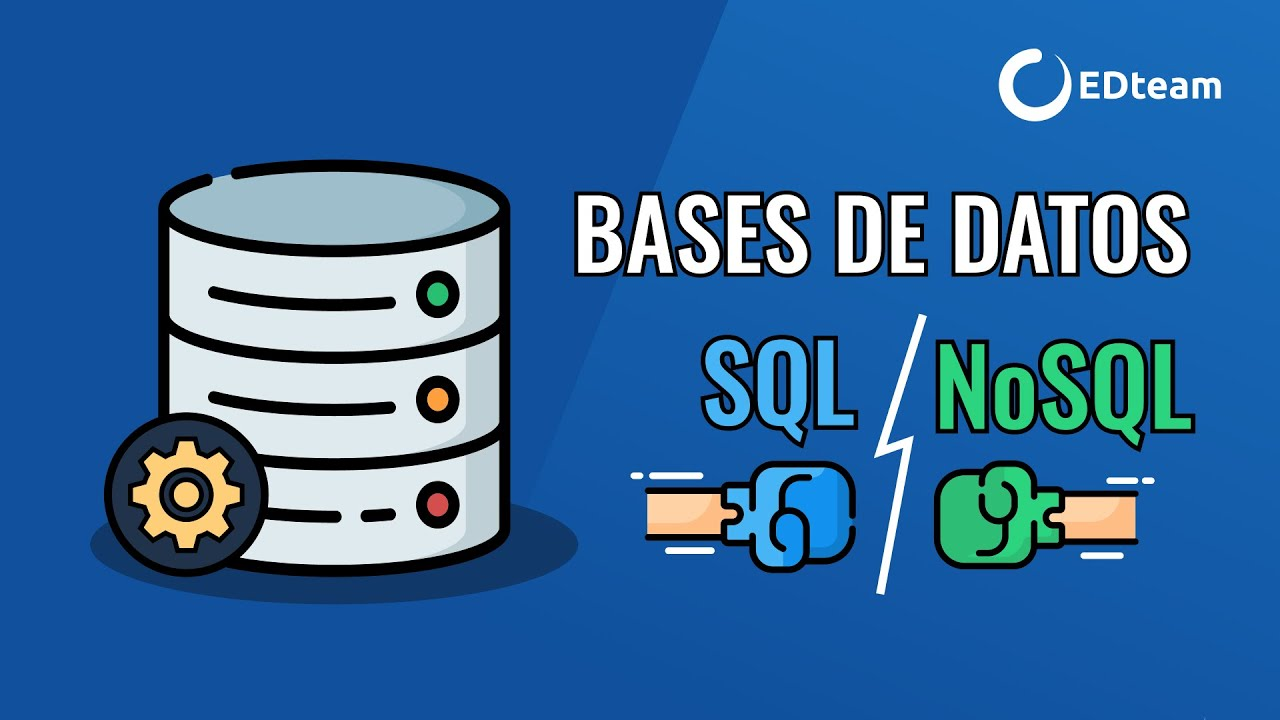 EDteam
BASES DE DATOS
SQL
NoSQL